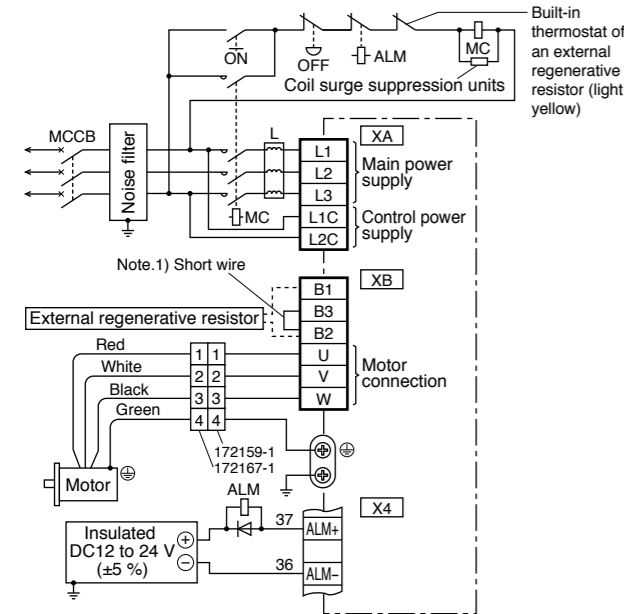 Built-in
thermostat of
an external
regenerative
resistor (light
yellow)
ON
OFF
ALM
MC
Coil surge suppression units
MCCB
Noise filter
L
MC
XA
L1
L2
L3
Main power
supply
L1C
L2C
Control power
supply
Note.1) Short wire
XB
B1
B3
B2
External regenerative resistor
U
V
W
Motor
connection
Red
White
Black
Green
1 1
2 2
3 3
4 4
172159-1
172167-1
Motor
ALM
X4
Insulated
DC12 to 24 V
(±5 %)
+
−
37
ALM+
36
ALM−